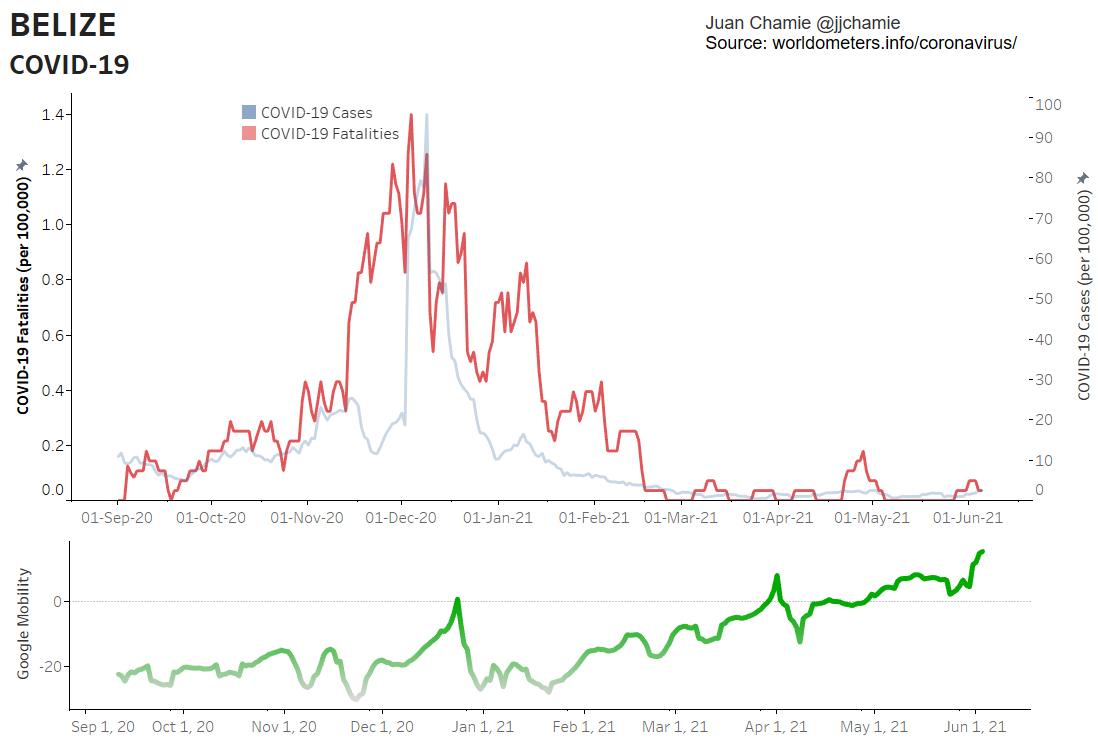 BELIZE
COVID-19
Juan Chamie @jjchamie
Source: worldometers.info/coronavirus/
COVID-19 Cases
COVID-19 Fatalities
COVID-19 Fatalities (per 100,000)
1.4
1.2
1.0
0.8
0.6
0.4
0.2
0.0
100
90
80
70
60
50
40
30
20
10
0
COVID-19 Cases (per 100,000)
01-Sep-20 01-Oct-20 01-Nov-20 01-Dec-20 01-Jan-21 01-Feb-21 01-Mar-21 01-Apr-21 01-May-21 01-Jun-21
Google Mobility
0
-20
Sep 1, 20 Oct 1, 20 Nov 1, 20 Dec 1, 20 Jan 1, 21 Feb 1, 21 Mar 1, 21 Apr 1, 21 May 1, 21 Jun 1, 21